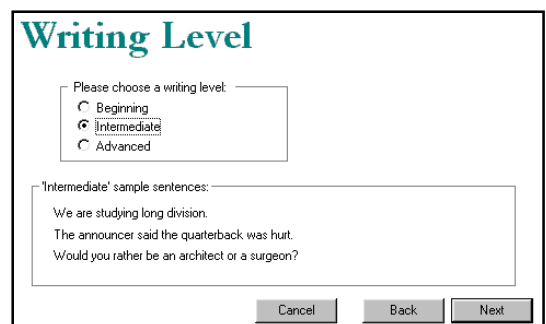 Writing Level
Please choose a writing level:
Beginning
Intermediate
Advanced
'Intermediate' sample sentences:
We are studying long division.
The announcer said the quarterback was hurt.
Would you rather be an architect or a surgeon?
Cancel Back Next